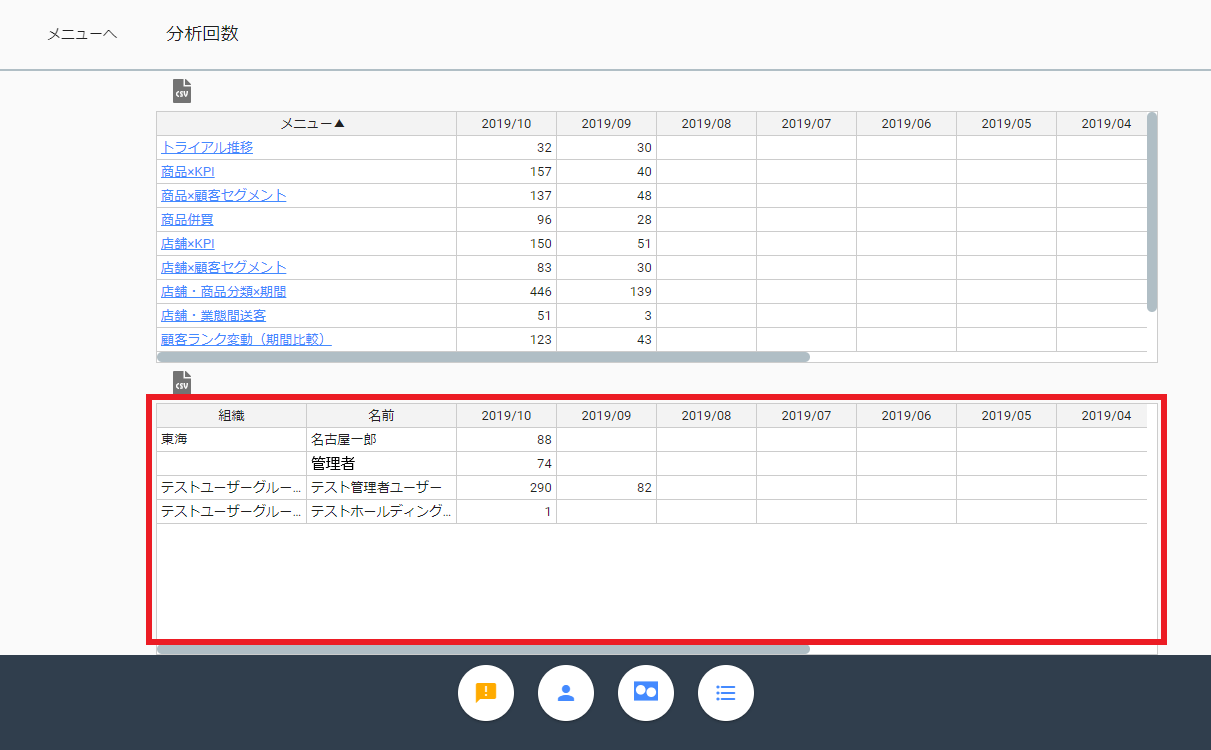 メニューへ 分析回数
CSV
メニュー▲ 2019/10 2019/09 2019/08 2019/07 2019/06 2019/05 2019/04
トライアル推移 32 30
商品×KPI 157 40
商品×顧客セグメント 137 48
商品併買 96 28
店舗×KPI 150 51
店舗×顧客セグメント 83 30
店舗・商品分類×期間 446 139
店舗・業態間送客 51 3
顧客ランク変動（期間比較） 123 43
CSV
組織 名前 2019/10 2019/09 2019/08 2019/07 2019/06 2019/05 2019/04
東海 名古屋一郎 88
管理者 74
テストユーザーグルー... テスト管理者ユーザー 290 82
テストユーザーグルー... テストホールディング... 1